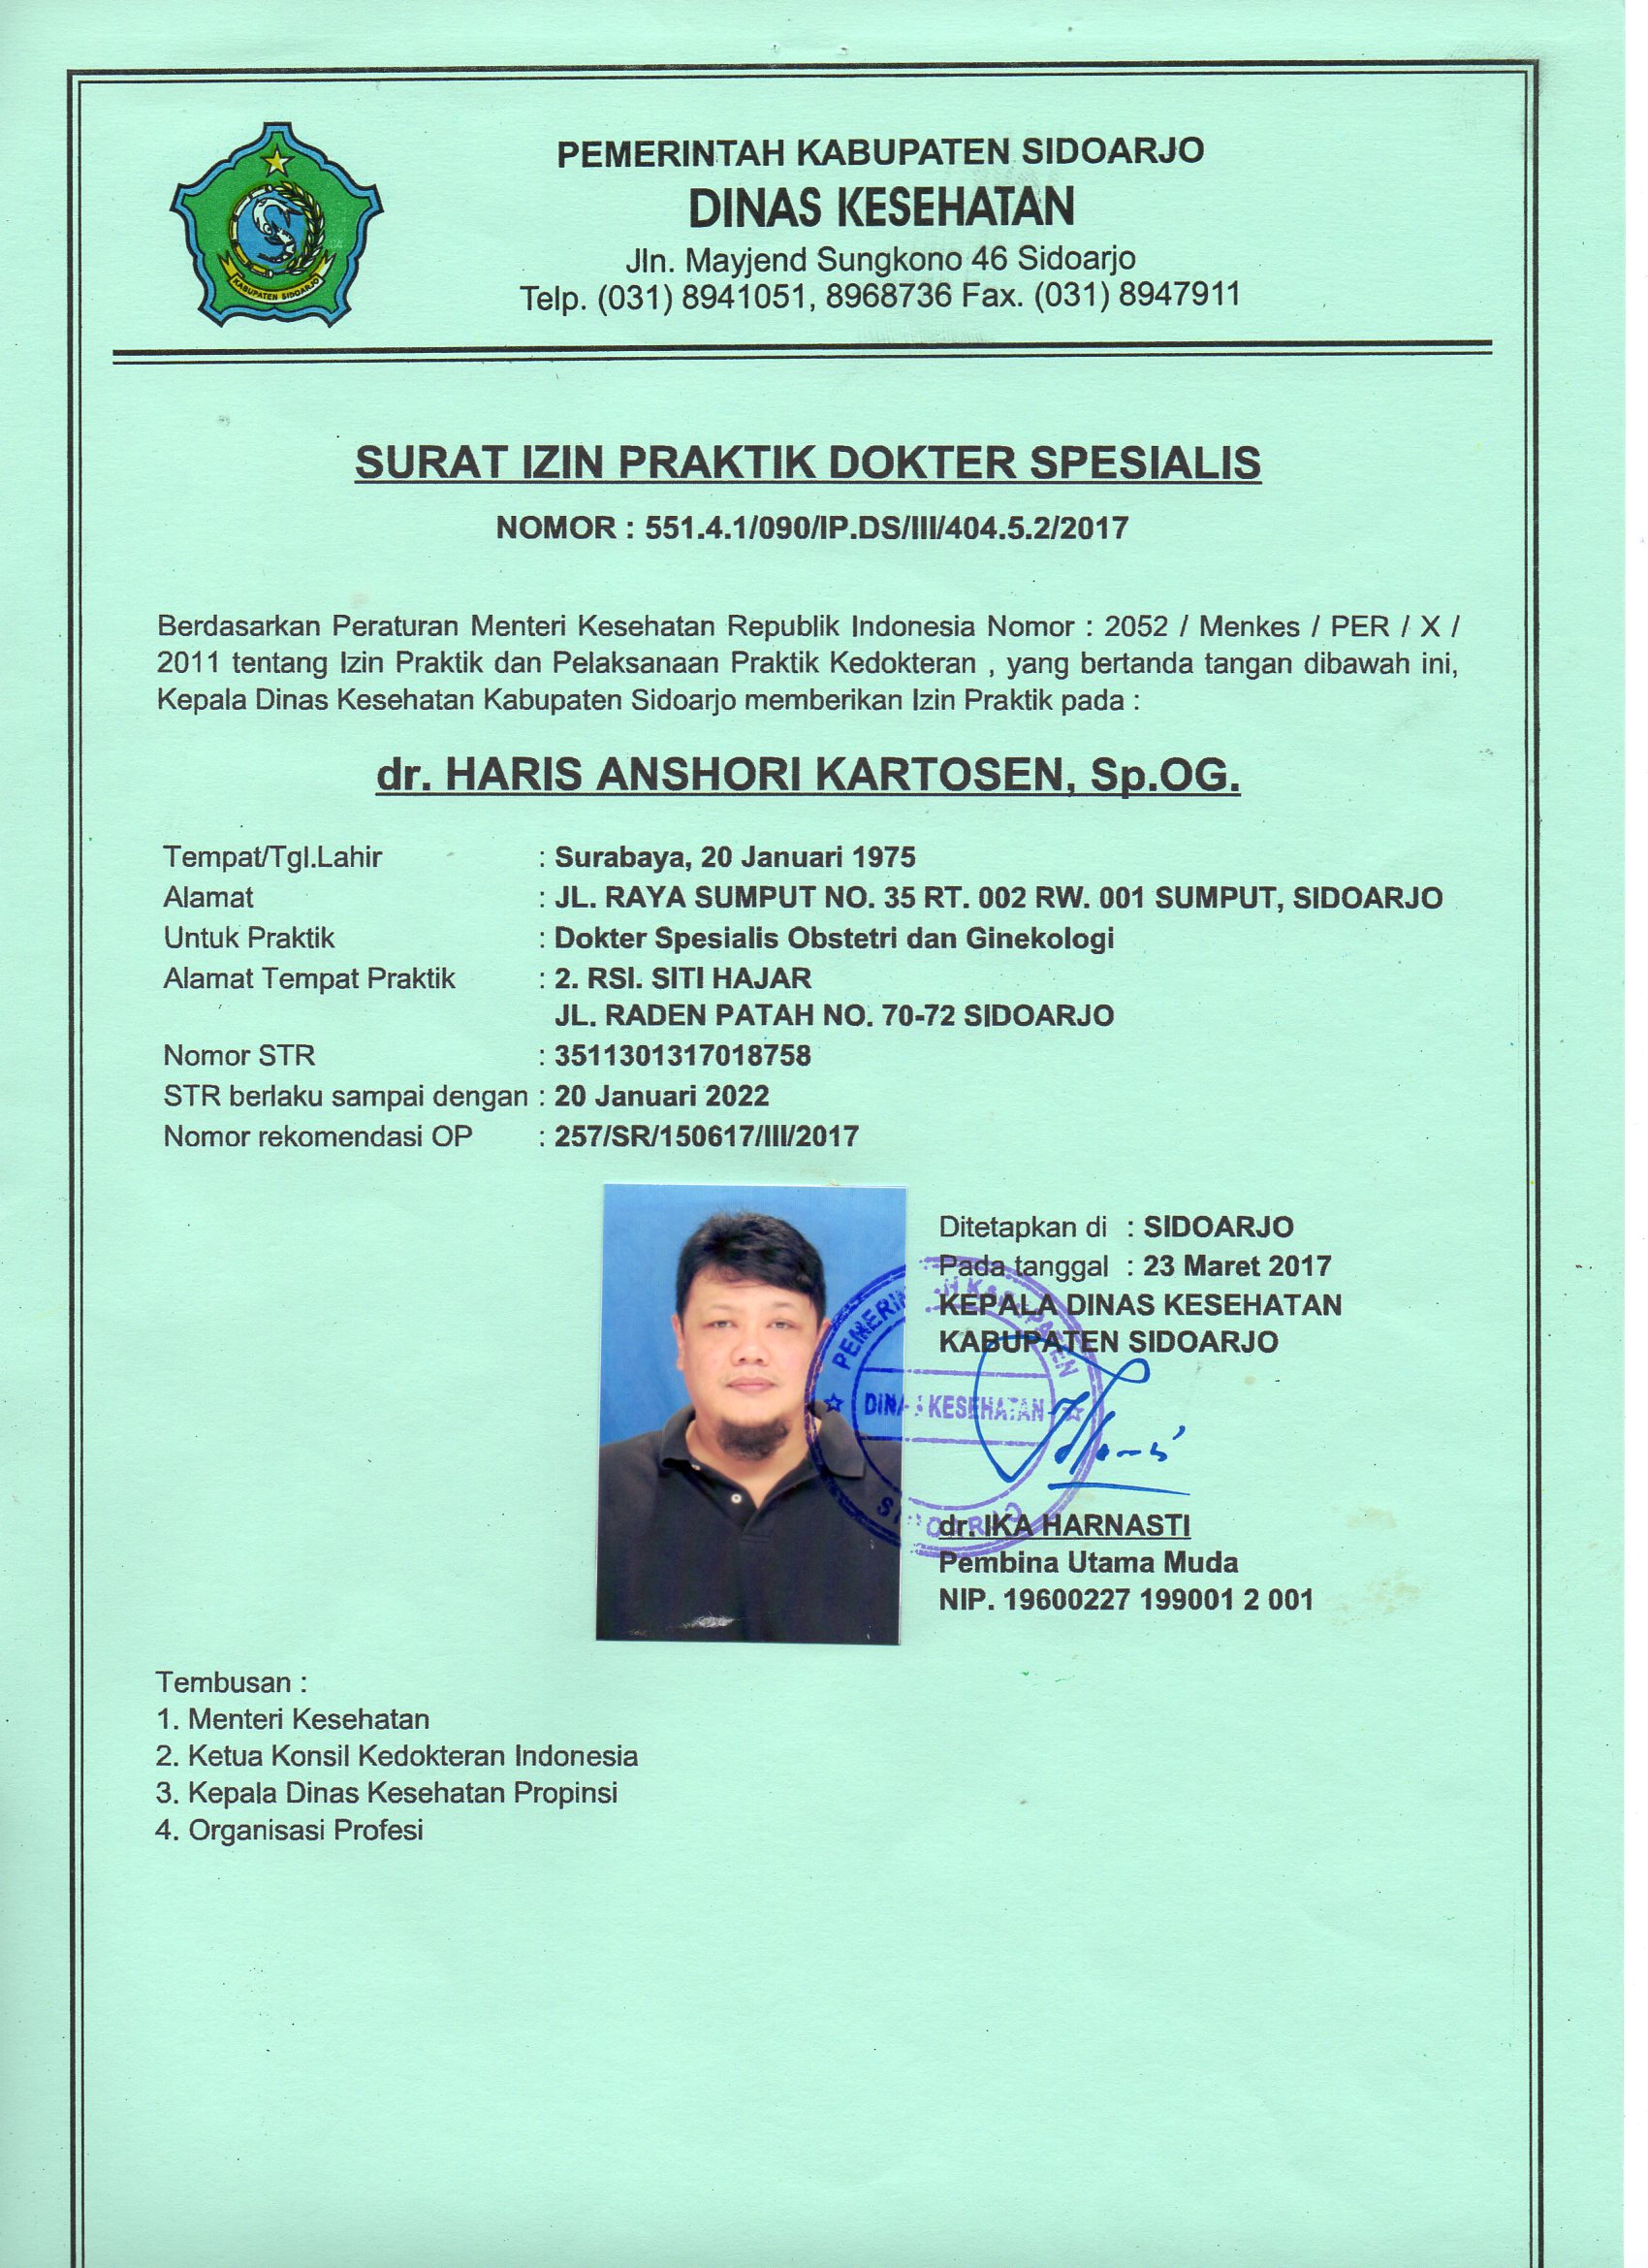 KABUPATEN SIDOARJO
PEMERINTAH KABUPATEN SIDOARJO
DINAS KESEHATAN
Jln. Mayjend Sungkono 46 Sidoarjo
Telp. (031) 8941051, 8968736 Fax. (031) 8947911
SURAT IZIN PRAKTIK DOKTER SPESIALIS
NOMOR : 551.4.1/090/IP.DS/III/404.5.2/2017
Berdasarkan Peraturan Menteri Kesehatan Republik Indonesia Nomor : 2052 / Menkes / PER / X /
2011 tentang Izin Praktik dan Pelaksanaan Praktik Kedokteran , yang bertanda tangan dibawah ini,
Kepala Dinas Kesehatan Kabupaten Sidoarjo memberikan Izin Praktik pada :
dr. HARIS ANSHORI KARTOSEN, Sp.OG.
Tempat/Tgl.Lahir : Surabaya, 20 Januari 1975
Alamat : JL. RAYA SUMPUT NO. 35 RT. 002 RW. 001 SUMPUT, SIDOARJO
Untuk Praktik : Dokter Spesialis Obstetri dan Ginekologi
Alamat Tempat Praktik : 2. RSI. SITI HAJAR
JL. RADEN PATAH NO. 70-72 SIDOARJO
Nomor STR : 3511301317018758
STR berlaku sampai dengan : 20 Januari 2022
Nomor rekomendasi OP : 257/SR/150617/III/2017
Ditetapkan di : SIDOARJO
Pada tanggal : 23 Maret 2017
KEPALA DINAS KESEHATAN
KABUPATEN SIDOARJO
DINAS KESEHATAN
dr. IKA HARNASTI
Pembina Utama Muda
NIP. 19600227 199001 2 001
Tembusan :
1. Menteri Kesehatan
2. Ketua Konsil Kedokteran Indonesia
3. Kepala Dinas Kesehatan Propinsi
4. Organisasi Profesi